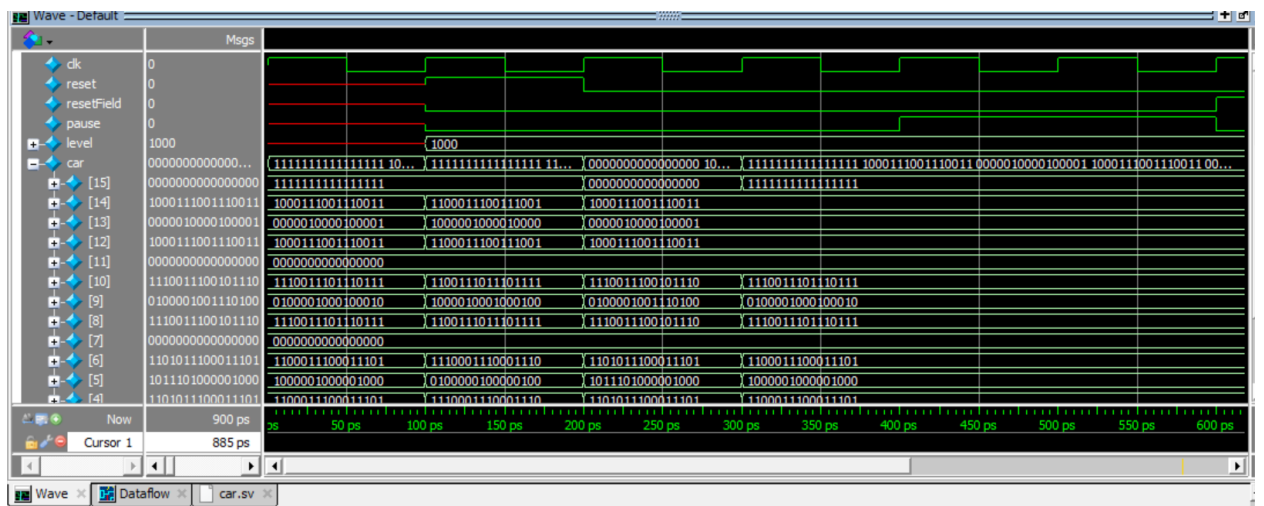 Wave - Default
Msgs
clk 0
reset 0
resetField 0
pause 0
level 1000 1000
car 0000000000000... 1111111111111111 10... 1111111111111111 11... 0000000000000000 10... 1111111111111111 1000111001110011 0000010000100001 1000111001110011 00...
[15] 0000000000000000 1111111111111111 0000000000000000 1111111111111111
[14] 1000111001110011 1000111001110011 1100011100111001 1000111001110011
[13] 0000010000100001 0000010000100001 1000001000010000 0000010000100001
[12] 1000111001110011 1000111001110011 1100011100111001 1000111001110011
[11] 0000000000000000 0000000000000000
[10] 1110011100101110 1110011101110111 1100111011101111 1110011100101110 1110011101110111
[9] 0100001001110100 0100001000100010 1000010001000100 0100001001110100 0100001000100010
[8] 1110011100101110 1110011101110111 1100111011101111 1110011100101110 1110011101110111
[7] 0000000000000000 0000000000000000
[6] 1101011100011101 1100011100011101 1110001110001110 1101011100011101 1100011100011101
[5] 1011101000001000 1000001000001000 0100000100000100 1011101000001000 1000001000001000
[4] 1101011100011101 1100011100011101 1110001110001110 1101011100011101 1100011100011101
Now 900 ps ps 50 ps 100 ps 150 ps 200 ps 250 ps 300 ps 350 ps 400 ps 450 ps 500 ps 550 ps 600 ps
Cursor 1 885 ps
Wave Dataflow car.sv